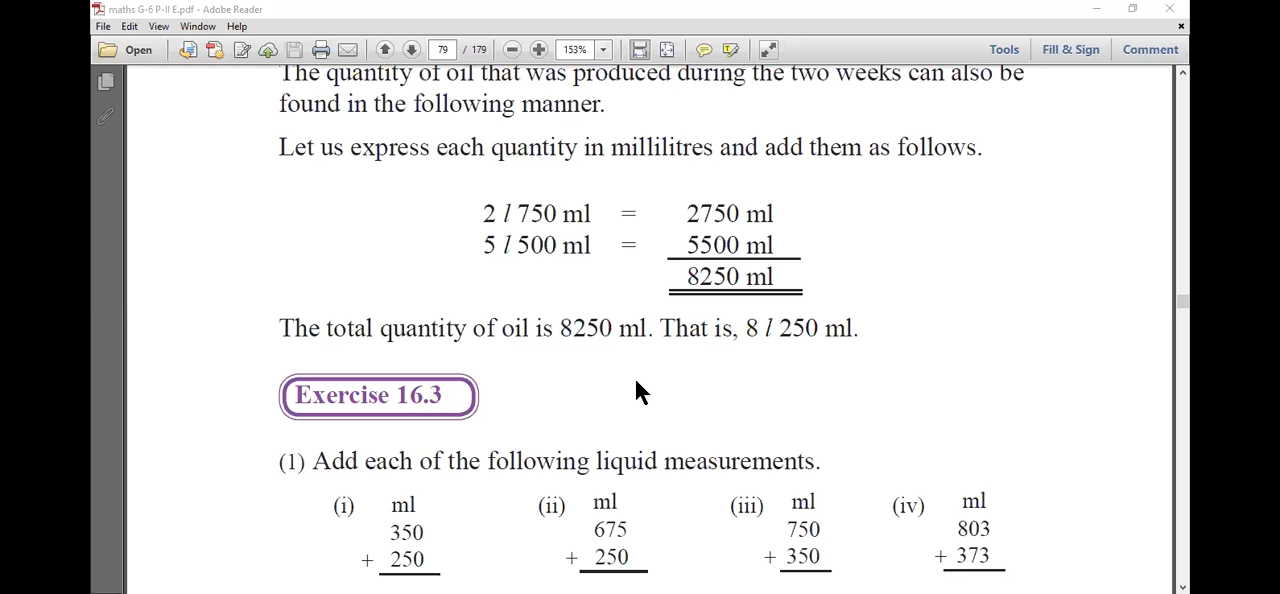 maths G-6 P-II E.pdf - Adobe Reader
File Edit View Window Help
Open 79 / 179 153% Tools Fill & Sign Comment
The quantity of oil that was produced during the two weeks can also be
found in the following manner.
Let us express each quantity in millilitres and add them as follows.
2 l 750 ml = 2750 ml
5 l 500 ml = 5500 ml
8250 ml
The total quantity of oil is 8250 ml. That is, 8 l 250 ml.
Exercise 16.3
(1) Add each of the following liquid measurements.
(i) ml (ii) ml (iii) ml (iv) ml
350 675 750 803
+ 250 + 250 + 350 + 373